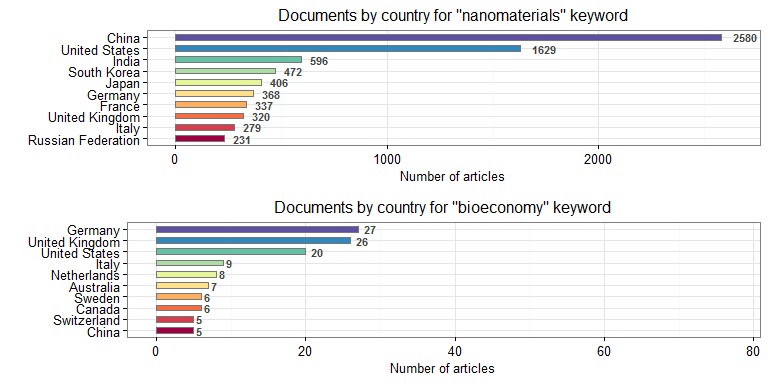 Documents by country for "nanomaterials" keyword
China 2580
United States 1629
India 596
South Korea 472
Japan 406
Germany 368
France 337
United Kingdom 320
Italy 279
Russian Federation 231
0 1000 2000
Number of articles
Documents by country for "bioeconomy" keyword
Germany 27
United Kingdom 26
United States 20
Italy 9
Netherlands 8
Australia 7
Sweden 6
Canada 6
Switzerland 5
China 5
0 20 40 60 80
Number of articles